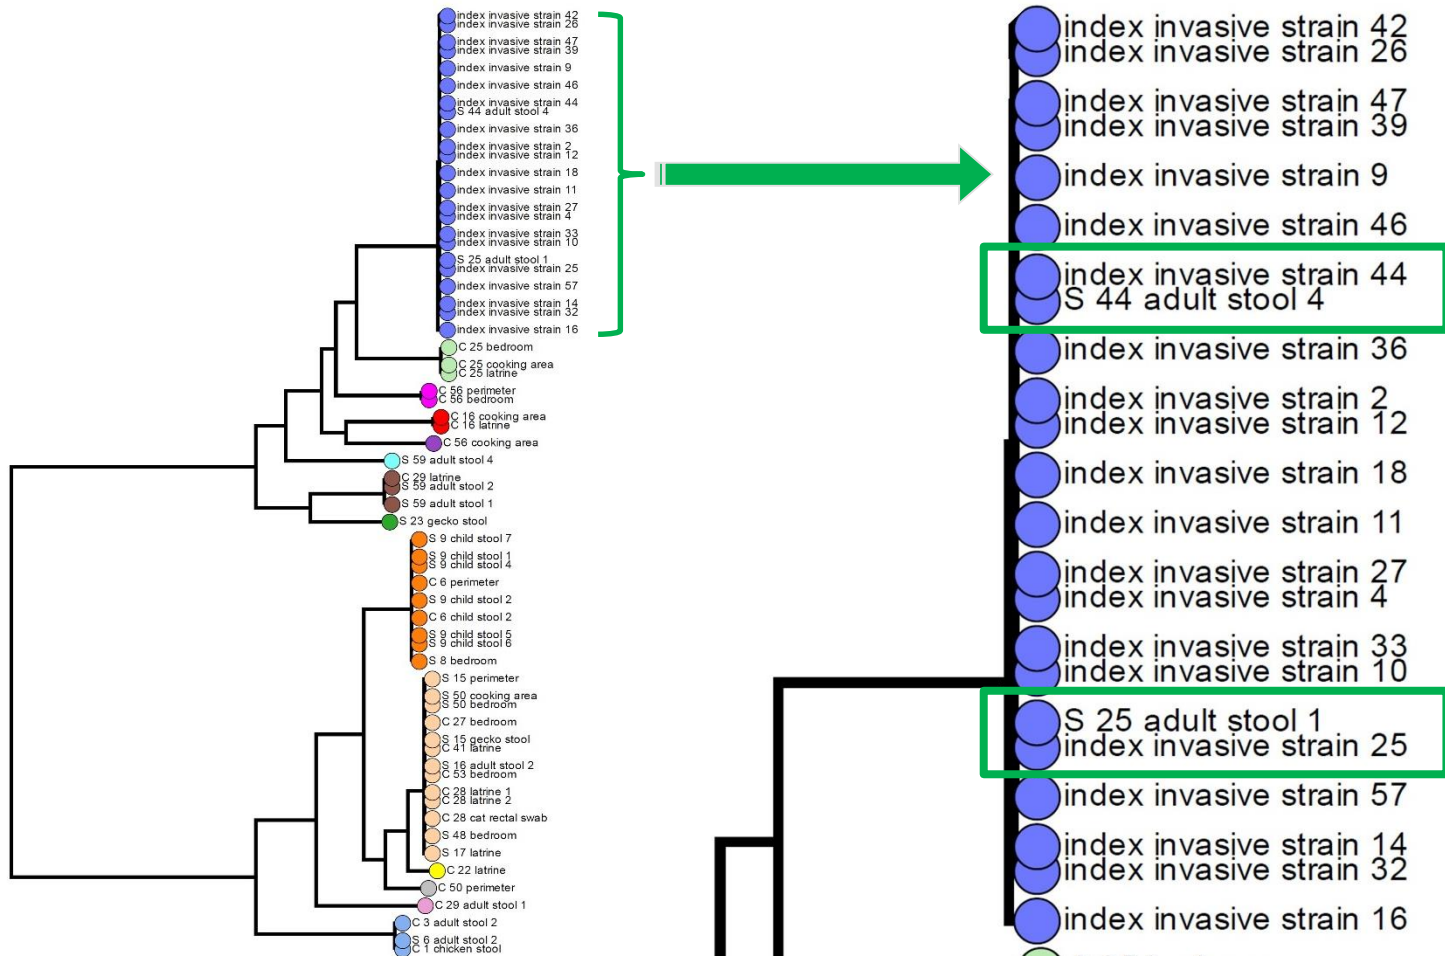 index invasive strain 42
index invasive strain 26
index invasive strain 47
index invasive strain 39
index invasive strain 9
index invasive strain 46
index invasive strain 44
S 44 adult stool 4
index invasive strain 36
index invasive strain 2
index invasive strain 12
index invasive strain 18
index invasive strain 11
index invasive strain 27
index invasive strain 4
index invasive strain 33
index invasive strain 10
S 25 adult stool 1
index invasive strain 25
index invasive strain 57
index invasive strain 14
index invasive strain 32
index invasive strain 16
C 25 bedroom
C 25 cooking area
C 25 latrine
C 56 perimeter
C 56 bedroom
C 16 cooking area
C 16 latrine
C 56 cooking area
S 59 adult stool 4
C 29 latrine
S 59 adult stool 2
S 59 adult stool 1
S 23 gecko stool
S 9 child stool 7
S 9 child stool 1
S 9 child stool 4
C 6 perimeter
S 9 child stool 2
C 6 child stool 2
S 9 child stool 5
S 9 child stool 6
S 8 bedroom
S 15 perimeter
S 50 cooking area
S 50 bedroom
C 27 bedroom
S 15 gecko stool
C 41 latrine
S 16 adult stool 2
C 53 bedroom
C 28 latrine 1
C 28 latrine 2
C 28 cat rectal swab
S 48 bedroom
S 17 latrine
C 22 latrine
C 50 perimeter
C 29 adult stool 1
C 3 adult stool 2
S 6 adult stool 2
C 1 chicken stool
index invasive strain 42
index invasive strain 26
index invasive strain 47
index invasive strain 39
index invasive strain 9
index invasive strain 46
index invasive strain 44
S 44 adult stool 4
index invasive strain 36
index invasive strain 2
index invasive strain 12
index invasive strain 18
index invasive strain 11
index invasive strain 27
index invasive strain 4
index invasive strain 33
index invasive strain 10
S 25 adult stool 1
index invasive strain 25
index invasive strain 57
index invasive strain 14
index invasive strain 32
index invasive strain 16